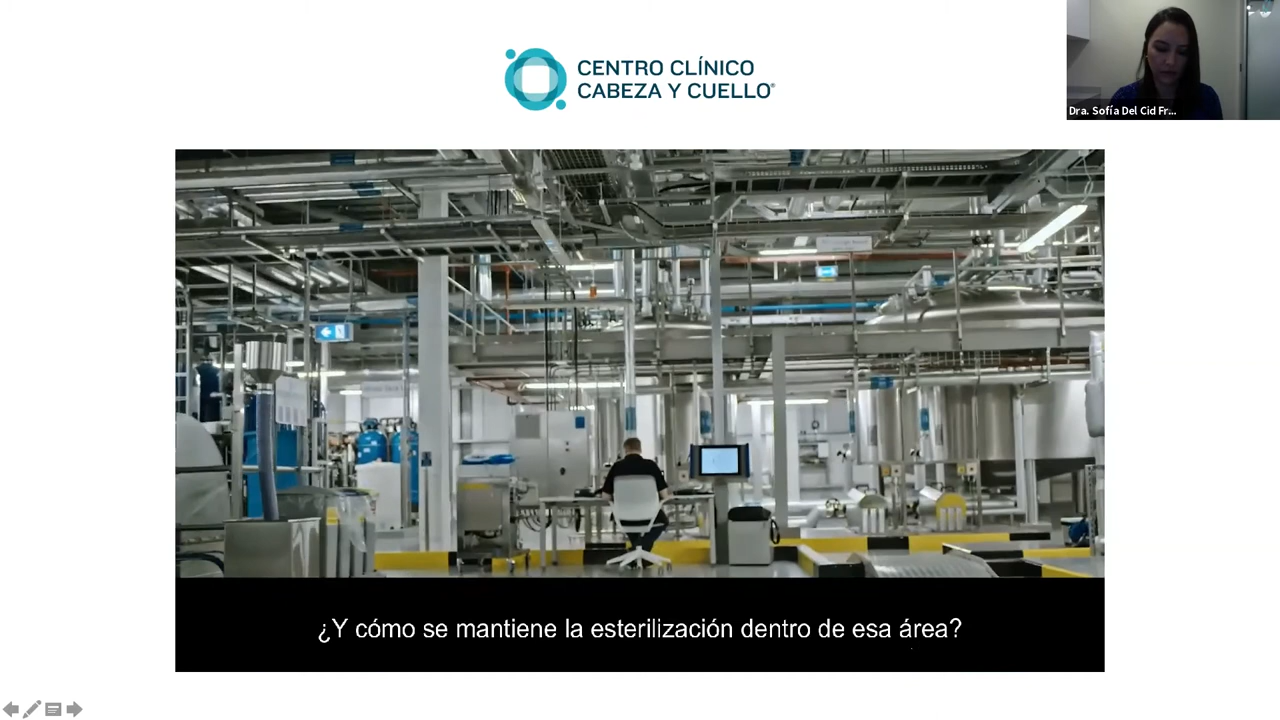 CENTRO CLÍNICO
CABEZA Y CUELLO®
Dra. Sofía Del Cid Fr...
¿Y cómo se mantiene la esterilización dentro de esa área?